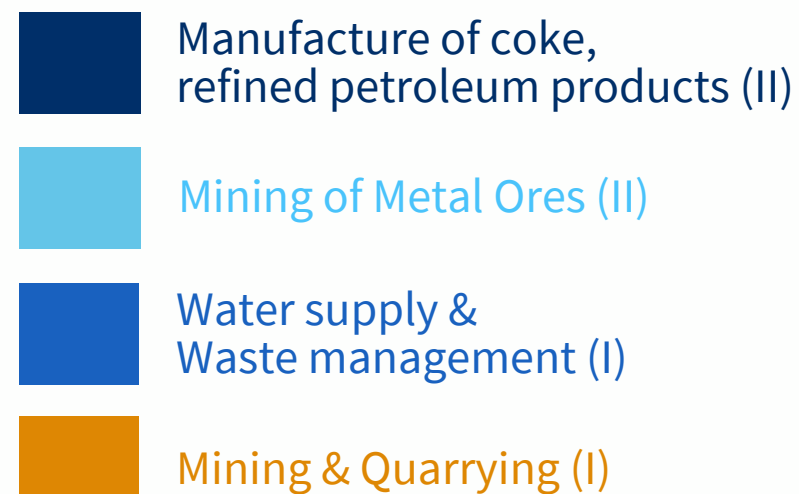 Manufacture of coke,
refined petroleum products (II)
Mining of Metal Ores (II)
Water supply &
Waste management (I)
Mining & Quarrying (I)